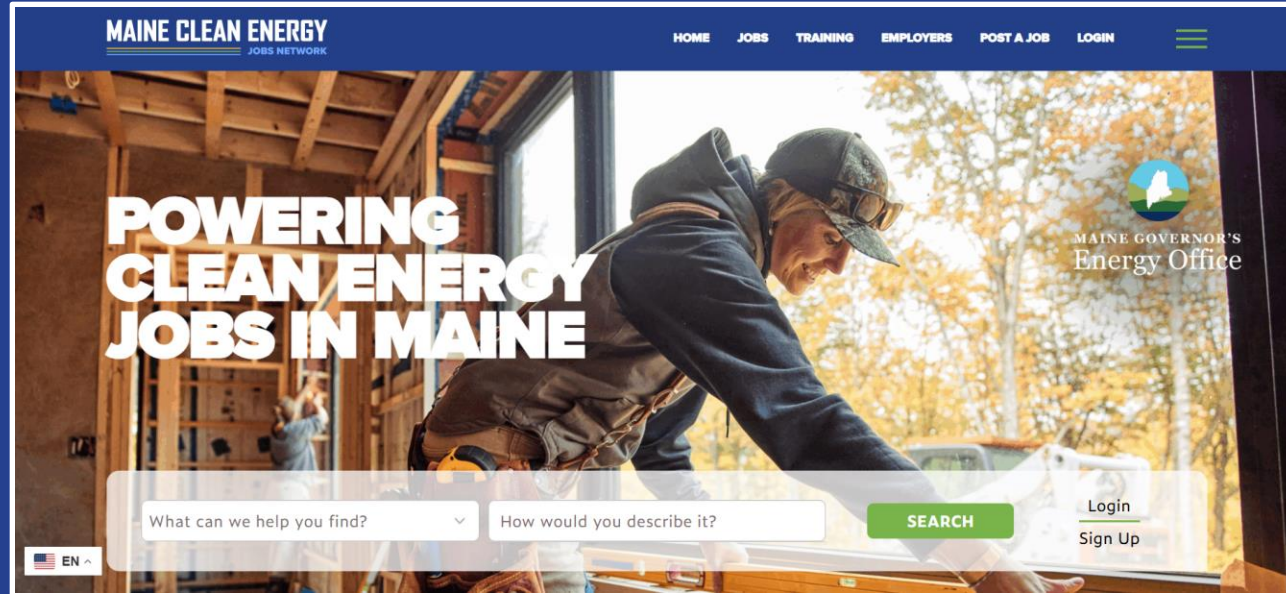 MAINE CLEAN ENERGY
JOBS NETWORK
HOME JOBS TRAINING EMPLOYERS POST A JOB LOGIN
POWERING
CLEAN ENERGY
JOBS IN MAINE
MAINE GOVERNOR'S
Energy Office
What can we help you find? How would you describe it? SEARCH Login
Sign Up
EN